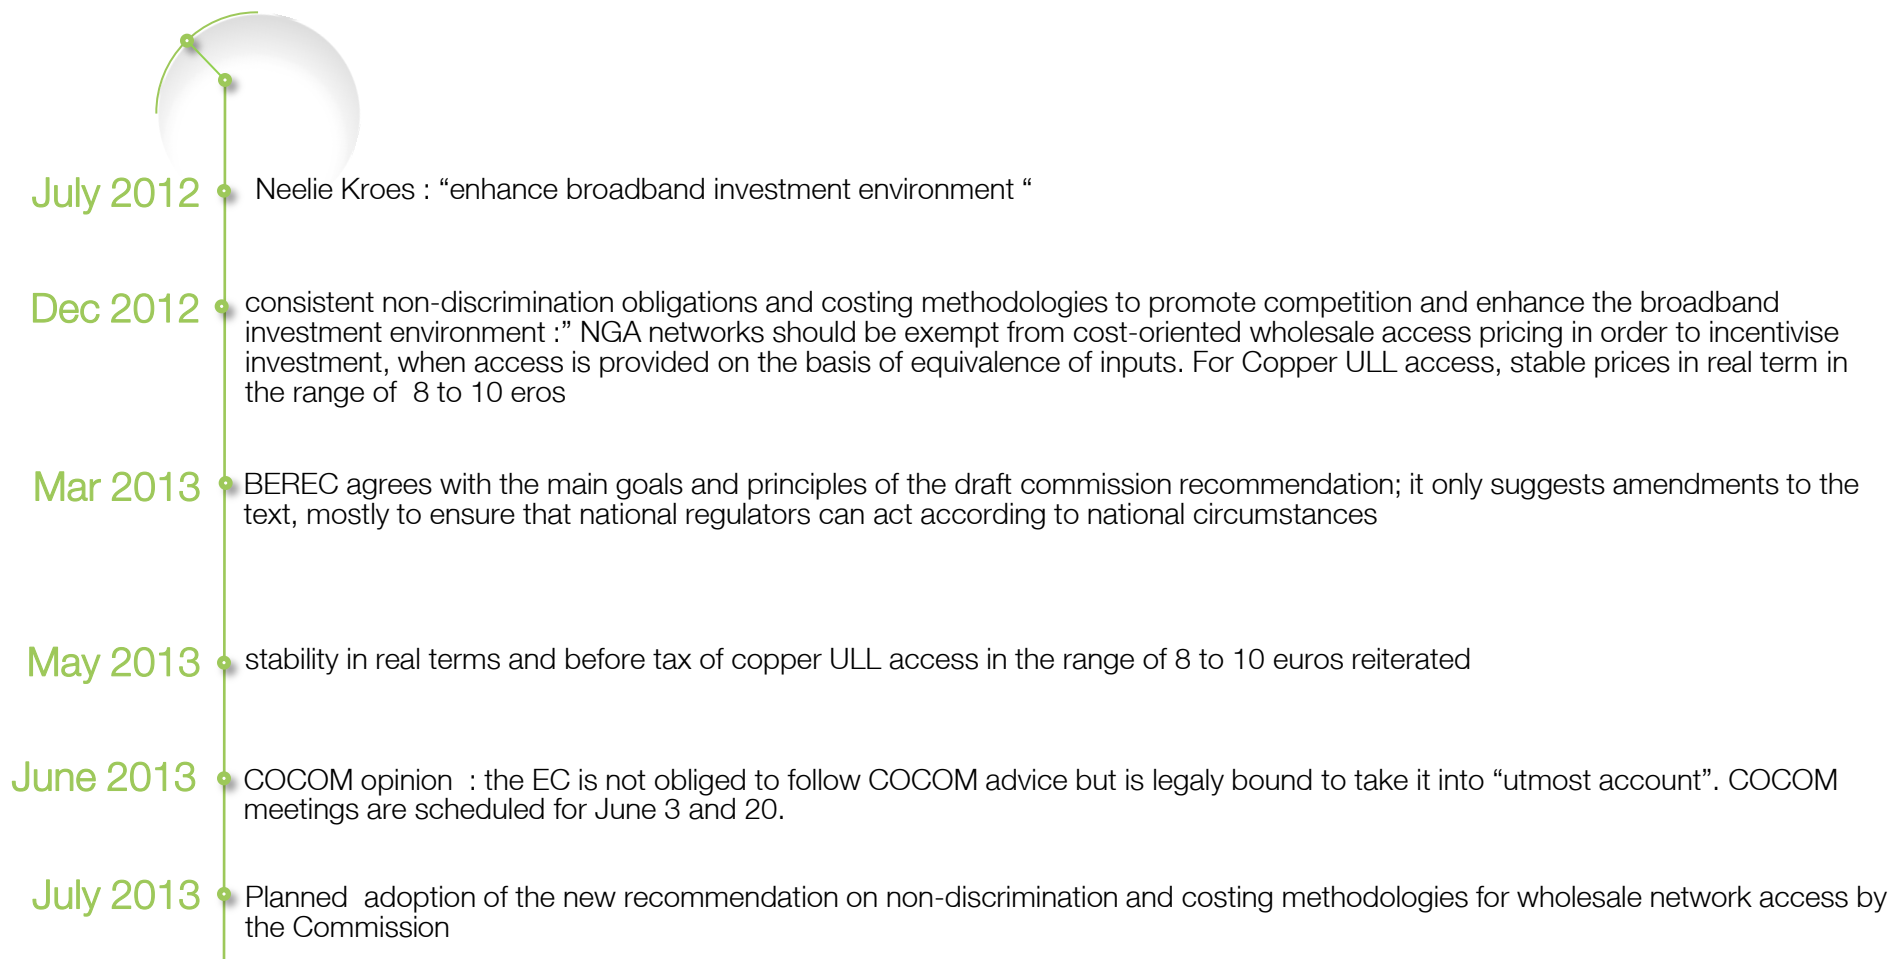 July 2012
Neelie Kroes : “enhance broadband investment environment “
Dec 2012
consistent non-discrimination obligations and costing methodologies to promote competition and enhance the broadband
investment environment :” NGA networks should be exempt from cost-oriented wholesale access pricing in order to incentivise
investment, when access is provided on the basis of equivalence of inputs. For Copper ULL access, stable prices in real term in
the range of  8 to 10 eros
Mar 2013
BEREC agrees with the main goals and principles of the draft commission recommendation; it only suggests amendments to the
text, mostly to ensure that national regulators can act according to national circumstances
May 2013
stability in real terms and before tax of copper ULL access in the range of 8 to 10 euros reiterated
June 2013
COCOM opinion  : the EC is not obliged to follow COCOM advice but is legaly bound to take it into “utmost account”. COCOM
meetings are scheduled for June 3 and 20.
July 2013
Planned  adoption of the new recommendation on non-discrimination and costing methodologies for wholesale network access by
the Commission